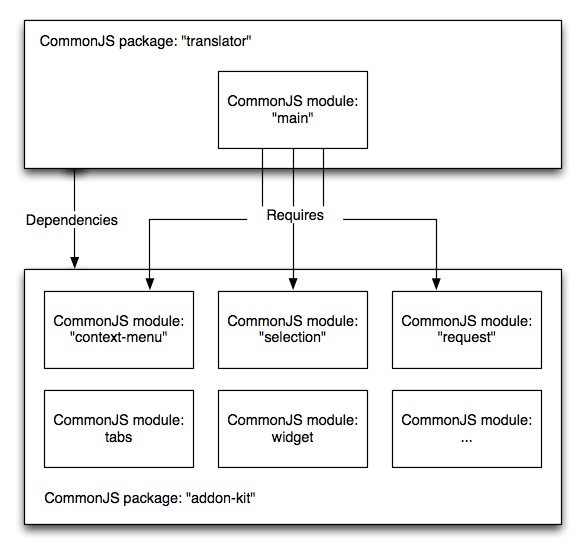 CommonJS package: "translator"
CommonJS module:
"main"
Dependencies
Requires
CommonJS module:
"context-menu"
CommonJS module:
"selection"
CommonJS module:
"request"
CommonJS module:
tabs
CommonJS module:
widget
CommonJS module:
...
CommonJS package: "addon-kit"